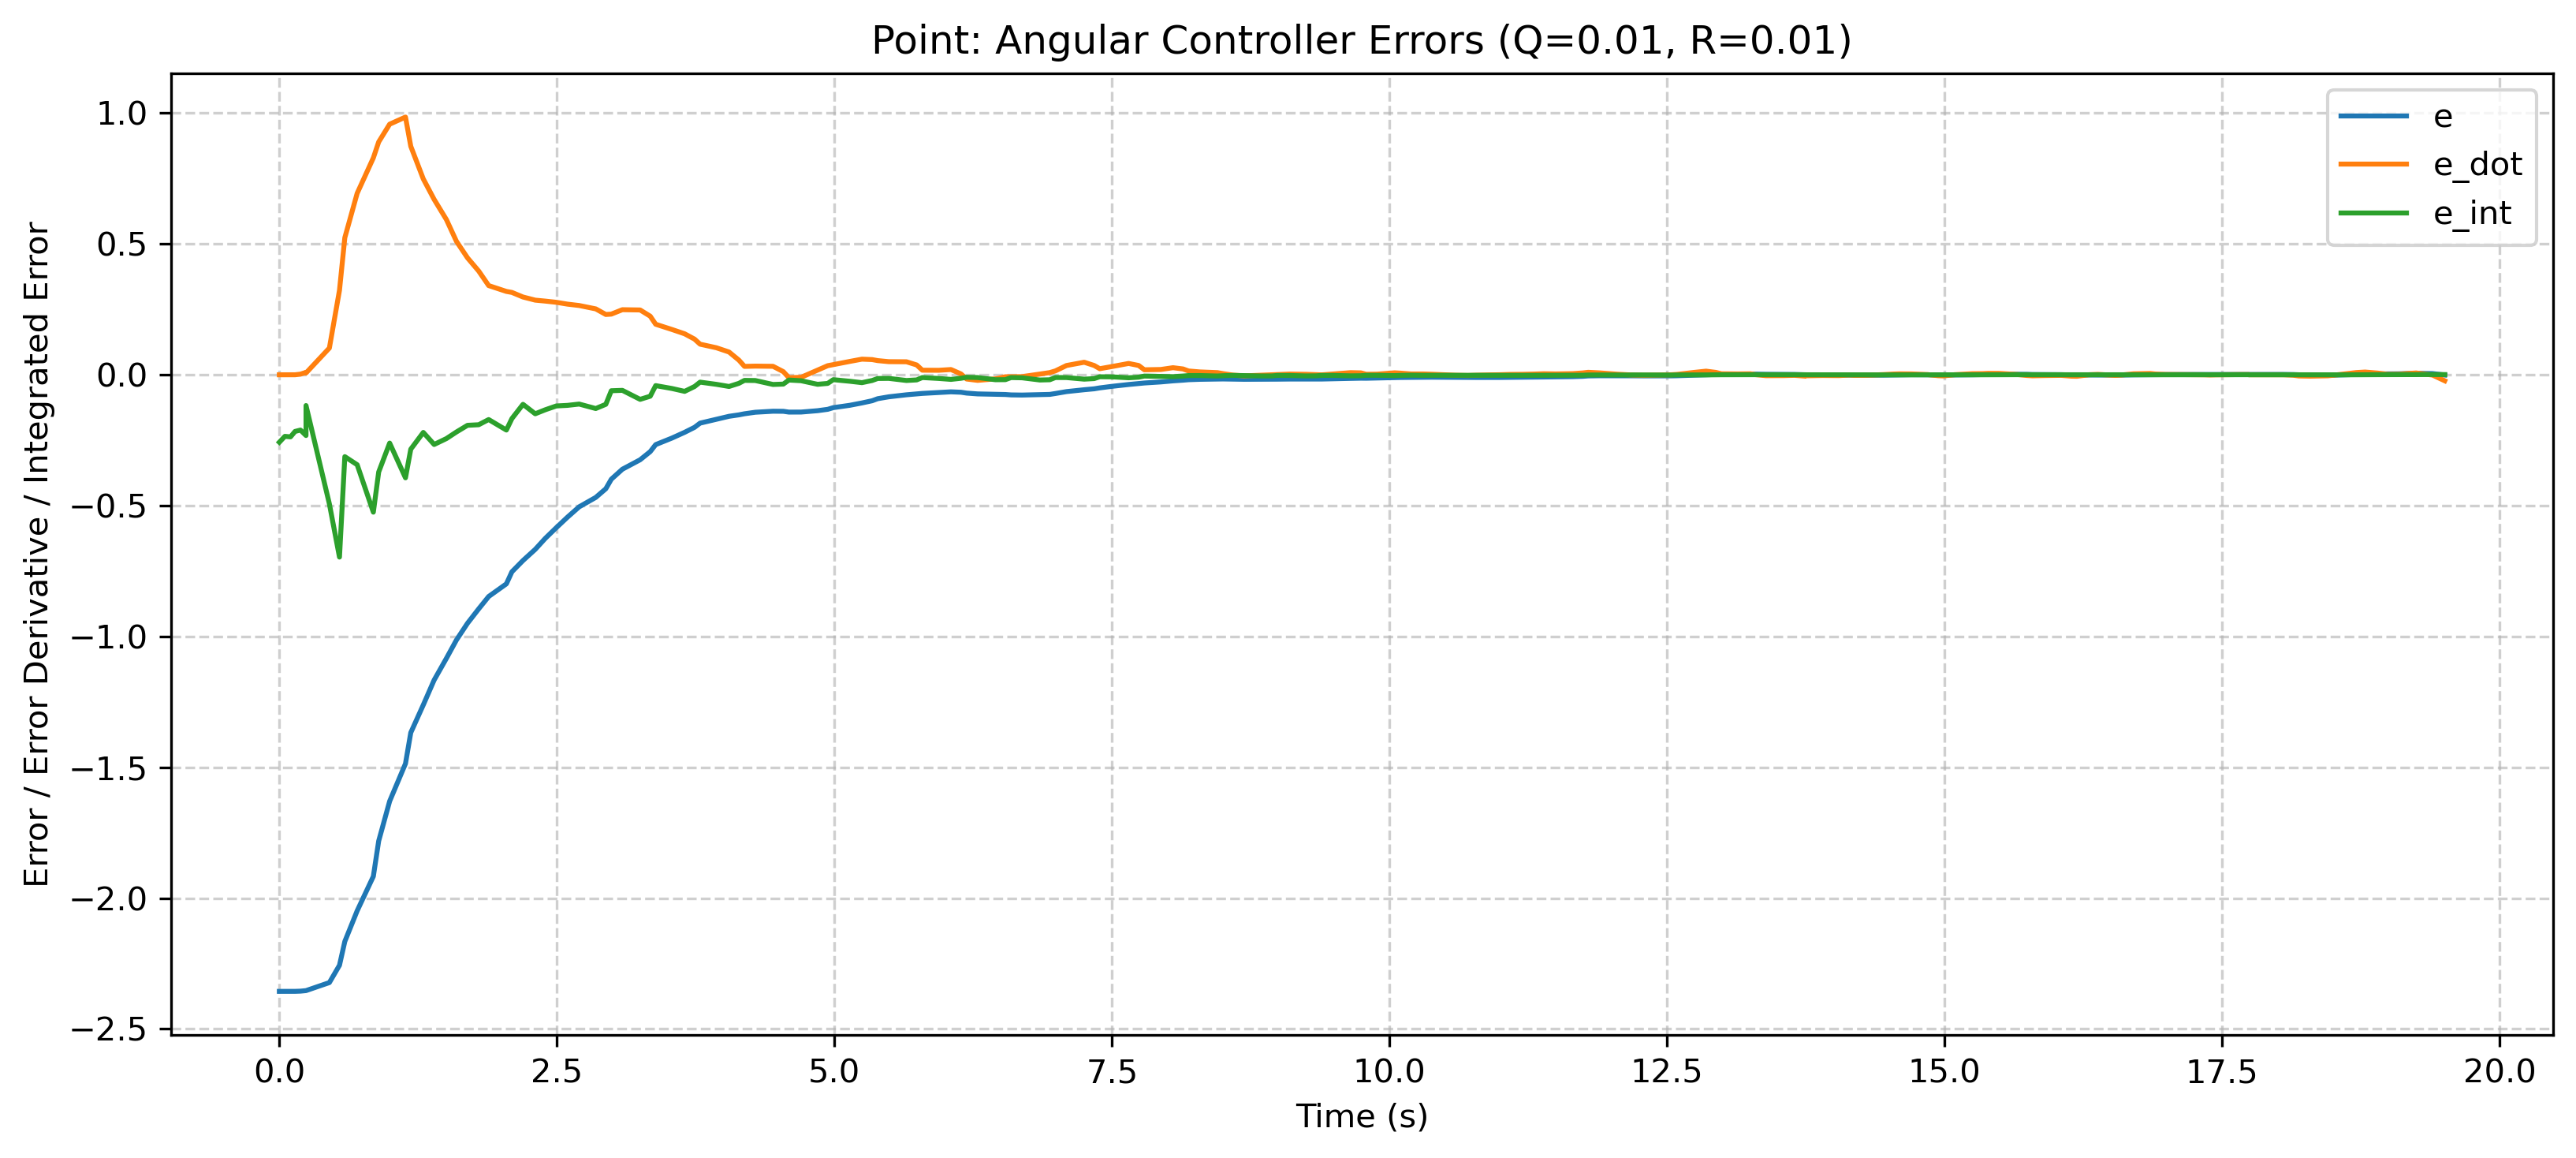 Point: Angular Controller Errors (Q=0.01, R=0.01)
Error / Error Derivative / Integrated Error
1.0
0.5
0.0
−0.5
−1.0
−1.5
−2.0
−2.5
e
e_dot
e_int
0.0 2.5 5.0 7.5 10.0 12.5 15.0 17.5 20.0
Time (s)